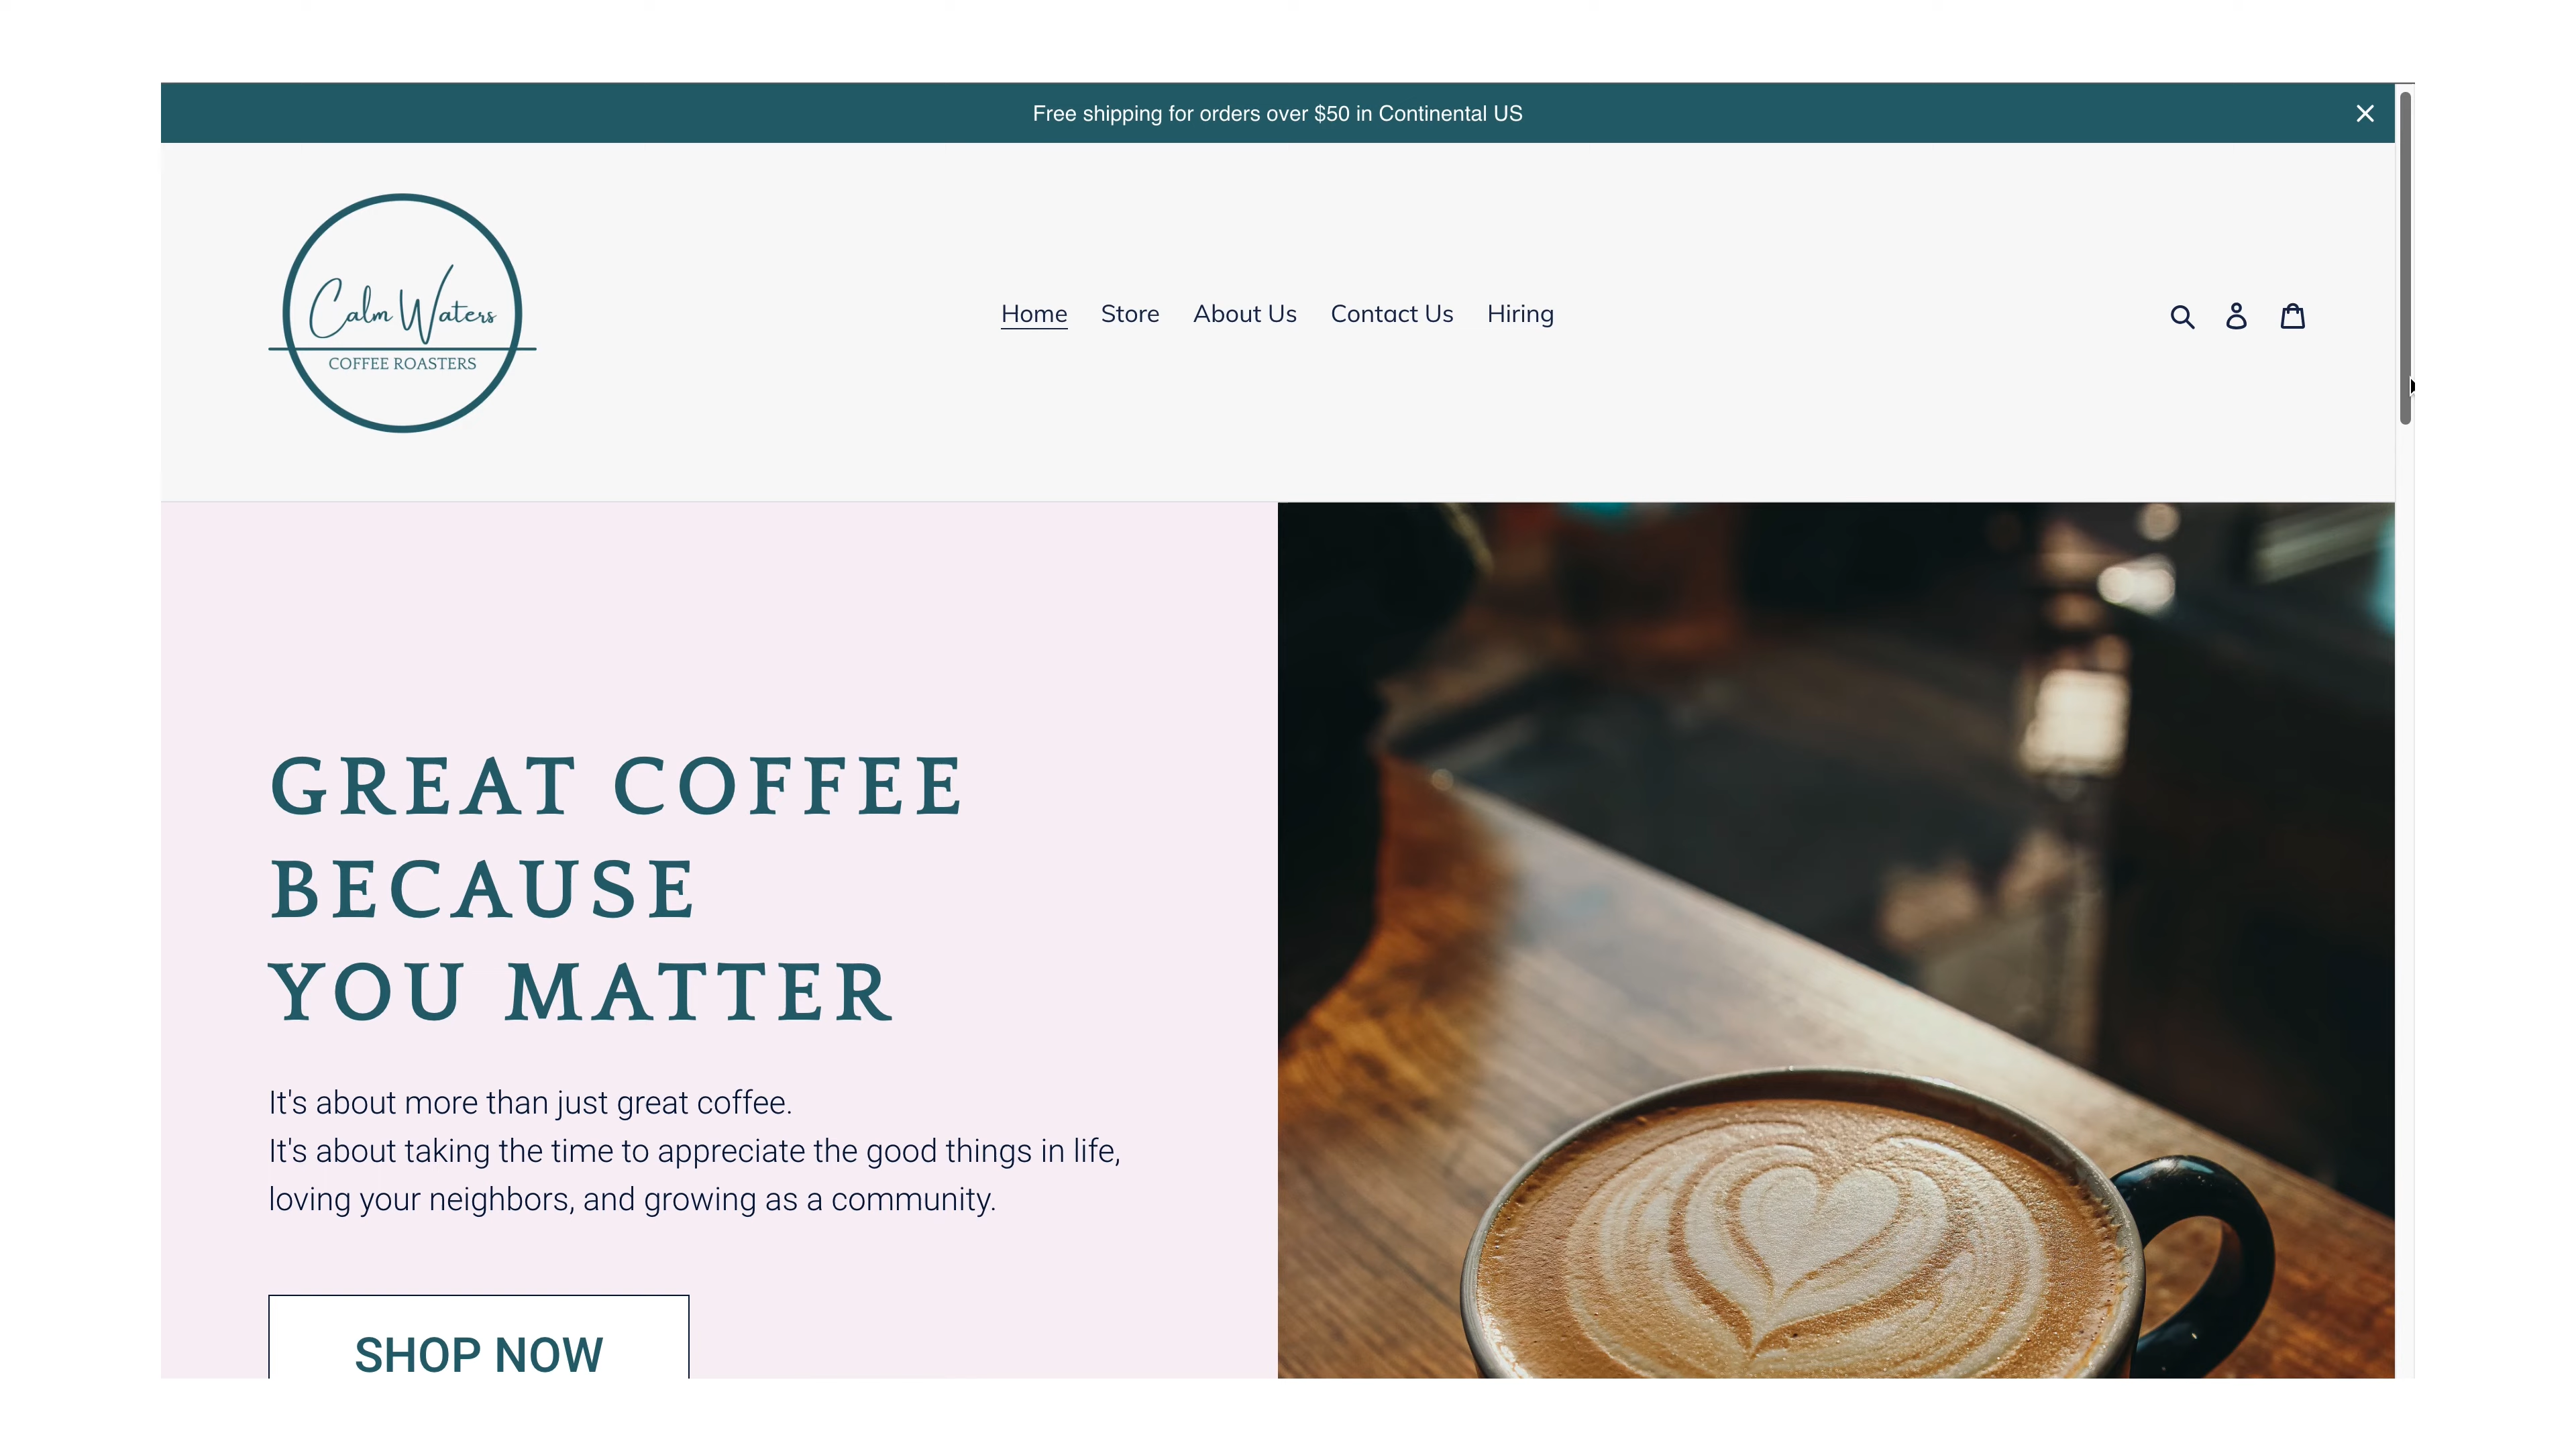 Free shipping for orders over $50 in Continental US
Calm Waters
COFFEE ROASTERS
Home Store About Us Contact Us Hiring
GREAT COFFEE
BECAUSE
YOU MATTER
It's about more than just great coffee.
It's about taking the time to appreciate the good things in life,
loving your neighbors, and growing as a community.
SHOP NOW